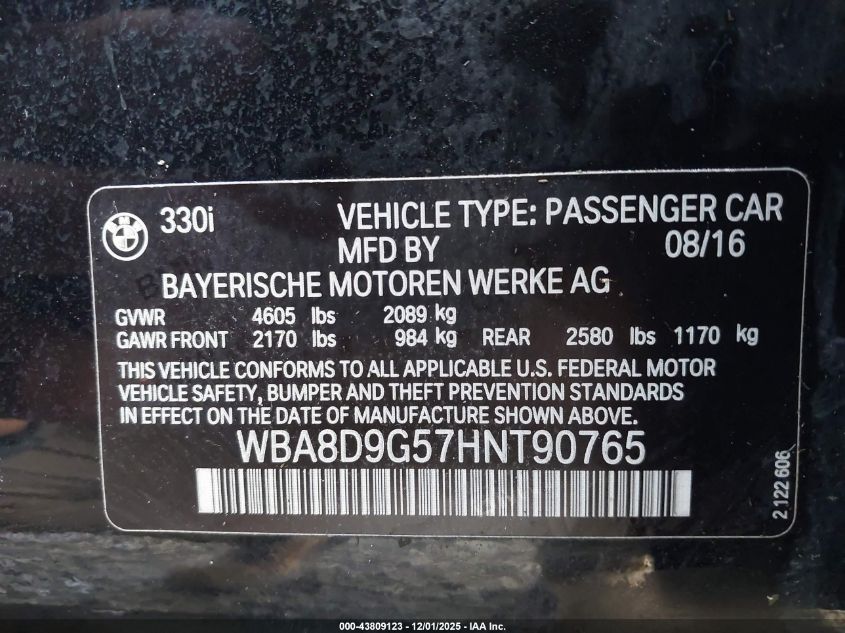 330i VEHICLE TYPE: PASSENGER CAR
MFD BY 08/16
BAYERISCHE MOTOREN WERKE AG
GVWR 4605 lbs 2089 kg
GAWR FRONT 2170 lbs 984 kg REAR 2580 lbs 1170 kg
THIS VEHICLE CONFORMS TO ALL APPLICABLE U.S. FEDERAL MOTOR
VEHICLE SAFETY, BUMPER AND THEFT PREVENTION STANDARDS
IN EFFECT ON THE DATE OF MANUFACTURE SHOWN ABOVE.
WBA8D9G57HNT90765
2 122 606
000-43809123 - 12/01/2025 - IAA Inc.